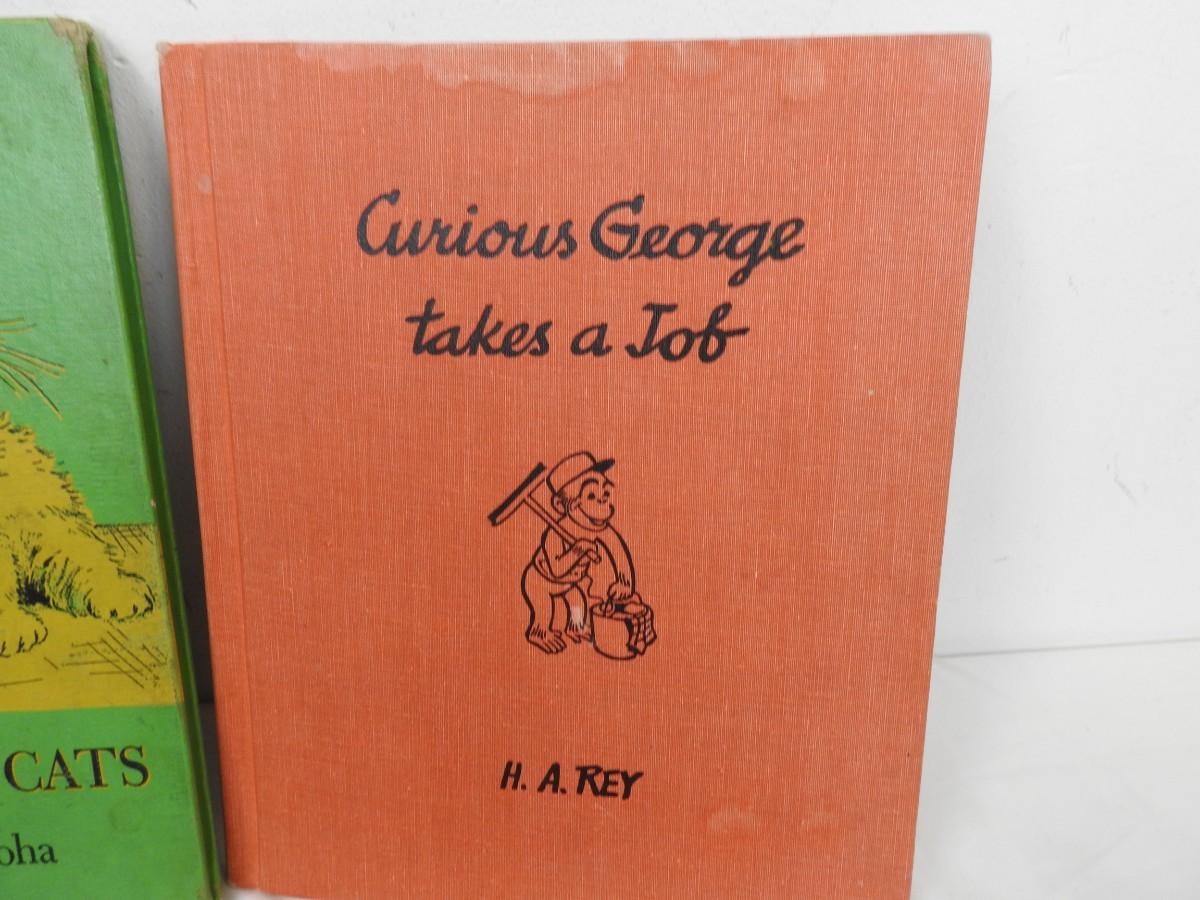 Curious George
takes a Job
H. A. REY
CATS
oha